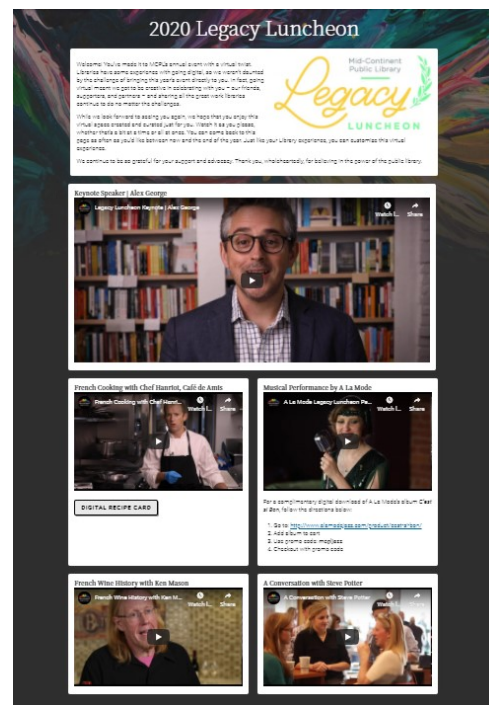 2020 Legacy Luncheon
Welcome! You've made it to MCPL's annual event with a virtual twist.
Libraries have some experience with going digital, so we weren't daunted
by the challenge of bringing this year's event directly to you. In fact, going
virtual meant we got to be creative in celebrating with you – our friends,
supporters, and partners – and sharing all the great work libraries
continue to do no matter the challenges.
While we look forward to seeing you again, we hope that you enjoy this
virtual space created and curated just for you. Watch it as you please,
whether that's a bit at a time or all at once. You can come back to this
page as often as you'd like between now and the end of the year. Just like your Library experience, you can customize this virtual
experience.
We continue to be so grateful for your support and advocacy. Thank you, wholeheartedly, for believing in the power of the public library.
Mid-Continent
Public Library
Legacy
LUNCHEON
Keynote Speaker | Alex George
Legacy Luncheon Keynote | Alex George
Watch l...
Share
French Cooking with Chef Hanriot, Café de Amis
French Cooking with Chef Hanri...
Watch l...
Share
DIGITAL RECIPE CARD
Musical Performance by A La Mode
A La Mode Legacy Luncheon Pe...
Watch l...
Share
For a complimentary digital download of A La Mode's album C'est
si Bon, follow the directions below:
1. Go to:
2. Add album to cart
3. Use promo code: mcpljazz
4. Checkout with promo code
French Wine History with Ken Mason
French Wine History with Ken M...
Watch l...
Share
A Conversation with Steve Potter
A Conversation with Steve Potter
Watch l...
Share